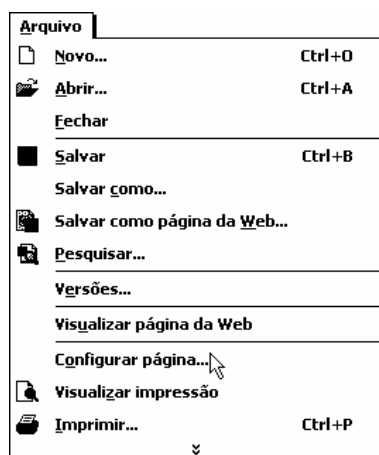 Arquivo
Novo... Ctrl+O
Abrir... Ctrl+A
Fechar
Salvar Ctrl+B
Salvar como...
Salvar como página da Web...
Pesquisar...
Versões...
Visualizar página da Web
Configurar página...
Visualizar impressão
Imprimir... Ctrl+P